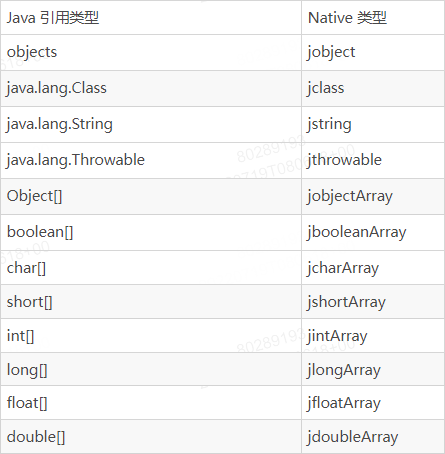 Java 引用类型 Native 类型
objects jobject
java.lang.Class jclass
java.lang.String jstring
java.lang.Throwable jthrowable
Object[] jobjectArray
boolean[] jbooleanArray
char[] jcharArray
short[] jshortArray
int[] jintArray
long[] jlongArray
float[] jfloatArray
double[] jdoubleArray